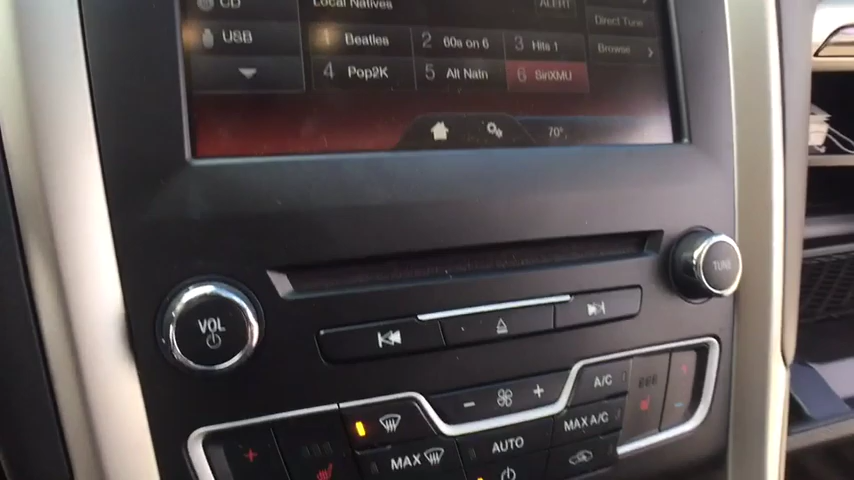 CD
Local Natives
ALERT
Direct Tune
USB
1 Beatles
2 60s on 6
3 Hits 1
Browse
4 Pop2K
5 Alt Natn
6 SiriXMU
70°
VOL
TUNE
A/C
- +
MAX A/C
MAX
AUTO
+